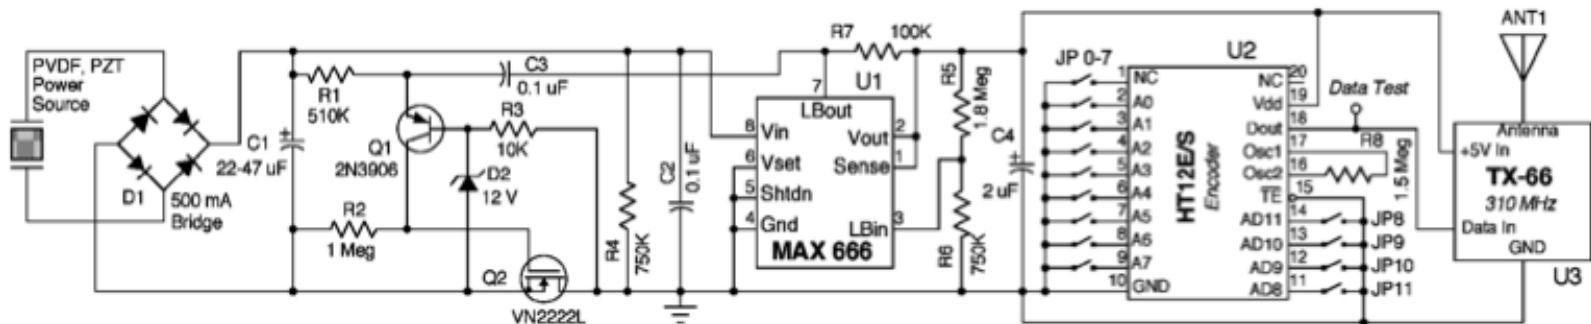 PVDF, PZT
Power
Source
D1
500 mA
Bridge
C1
22-47 uF
R1
510K
C3
0.1 uF
Q1
2N3906
R3
10K
D2
12 V
R2
1 Meg
Q2
VN2222L
R4
750K
C2
0.1 uF
R7
100K
7
U1
LBout
8
Vin
Vout
2
6
Vset
Sense
1
5
Shtdn
4
Gnd
LBin
3
MAX 666
R5
1.8 Meg
R6
750K
C4
2 uF
JP 0-7
U2
1
NC
NC
20
2
A0
Vdd
19
3
A1
Dout
18
4
A2
Osc1
17
5
A3
Osc2
16
6
A4
TE
15
7
A5
AD11
14
JP8
8
A6
AD10
13
JP9
9
A7
AD9
12
JP10
10
GND
AD8
11
JP11
HT12E/S
Encoder
Data Test
R8
1.5 Meg
ANT1
Antenna
+5V In
TX-66
310 MHz
Data In
GND
U3